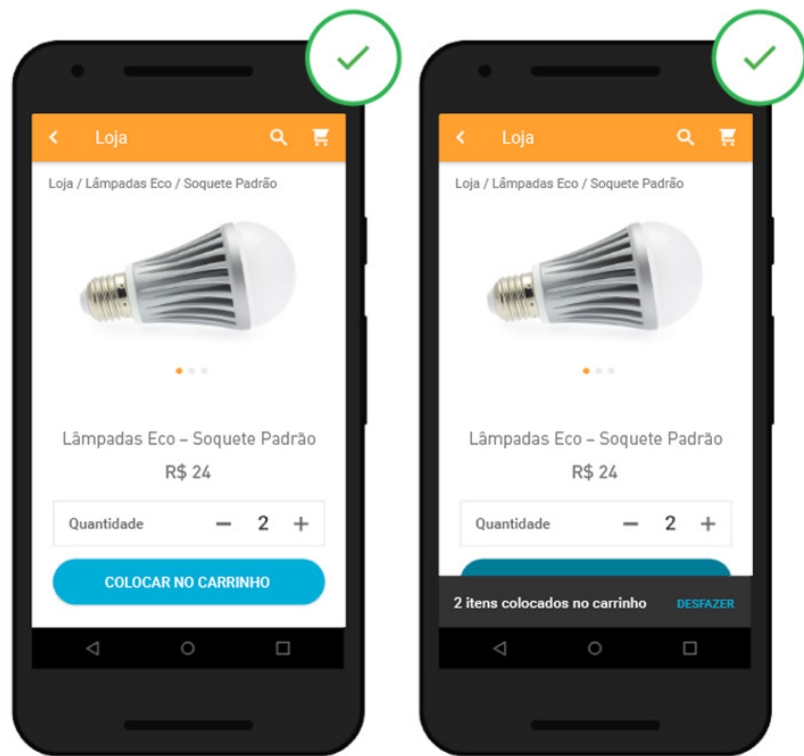 Loja
Loja / Lâmpadas Eco / Soquete Padrão
Lâmpadas Eco – Soquete Padrão
R$ 24
Quantidade — 2 +
COLOCAR NO CARRINHO
Loja
Loja / Lâmpadas Eco / Soquete Padrão
Lâmpadas Eco – Soquete Padrão
R$ 24
Quantidade — 2 +
2 itens colocados no carrinho DESFAZER